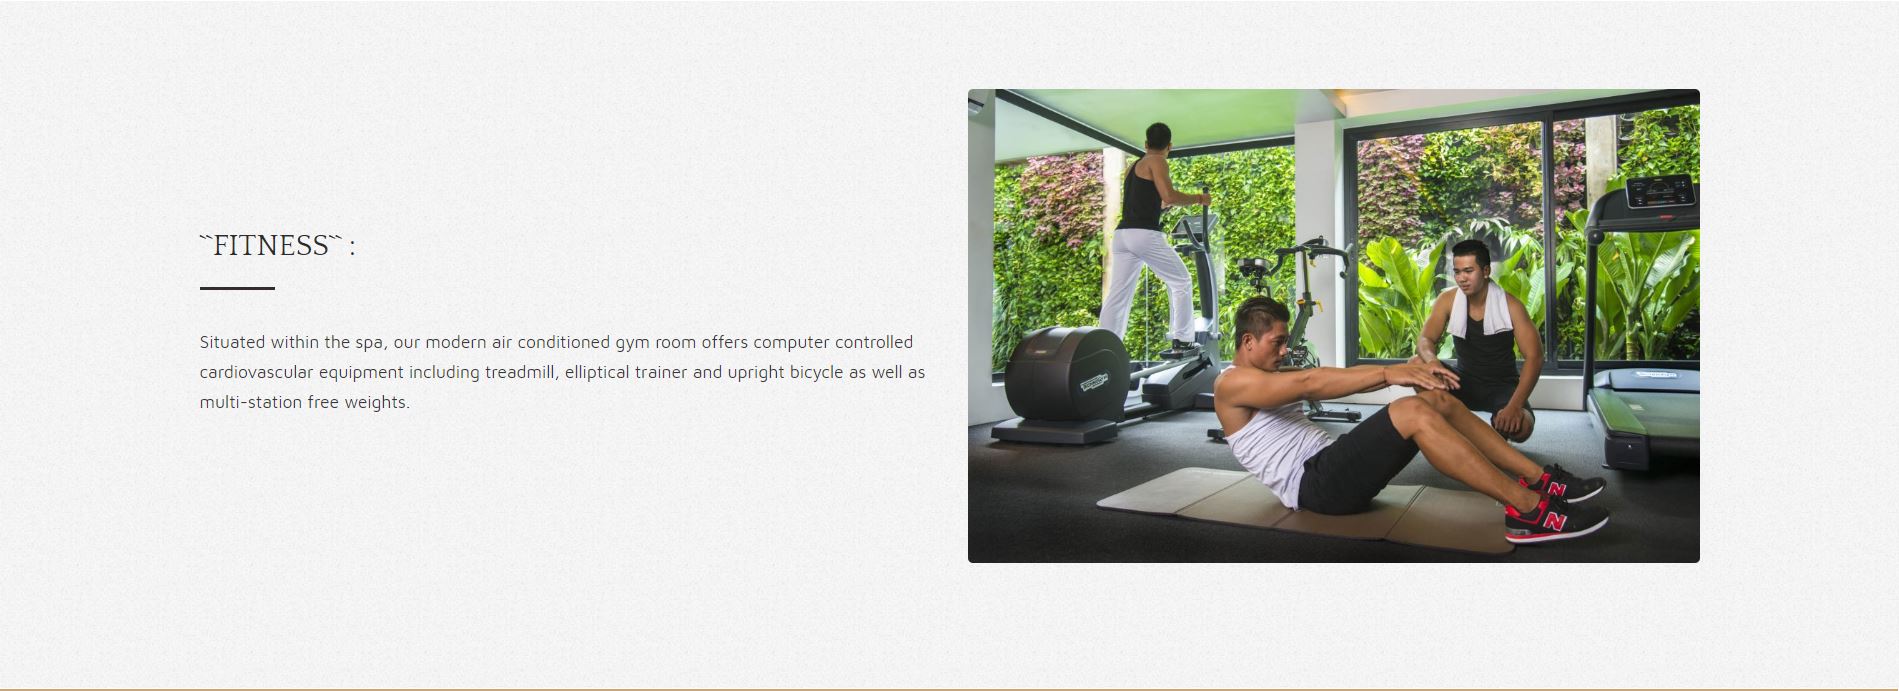 ``FITNESS`` :
Situated within the spa, our modern air conditioned gym room offers computer controlled
cardiovascular equipment including treadmill, elliptical trainer and upright bicycle as well as
multi-station free weights.
N
N